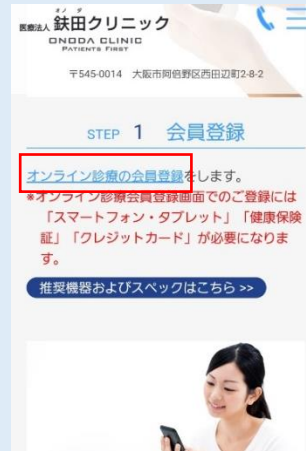 オノダ
医療法人 鈇田クリニック
ONODA CLINIC
PATIENTS FIRST
〒545-0014 大阪市阿倍野区西田辺町2-8-2
STEP 1 会員登録
オンライン診療の会員登録をします。
※オンライン診療会員登録画面でのご登録には
「スマートフォン・タブレット」「健康保険
証」「クレジットカード」が必要になりま
す。
推奨機器およびスペックはこちら >>